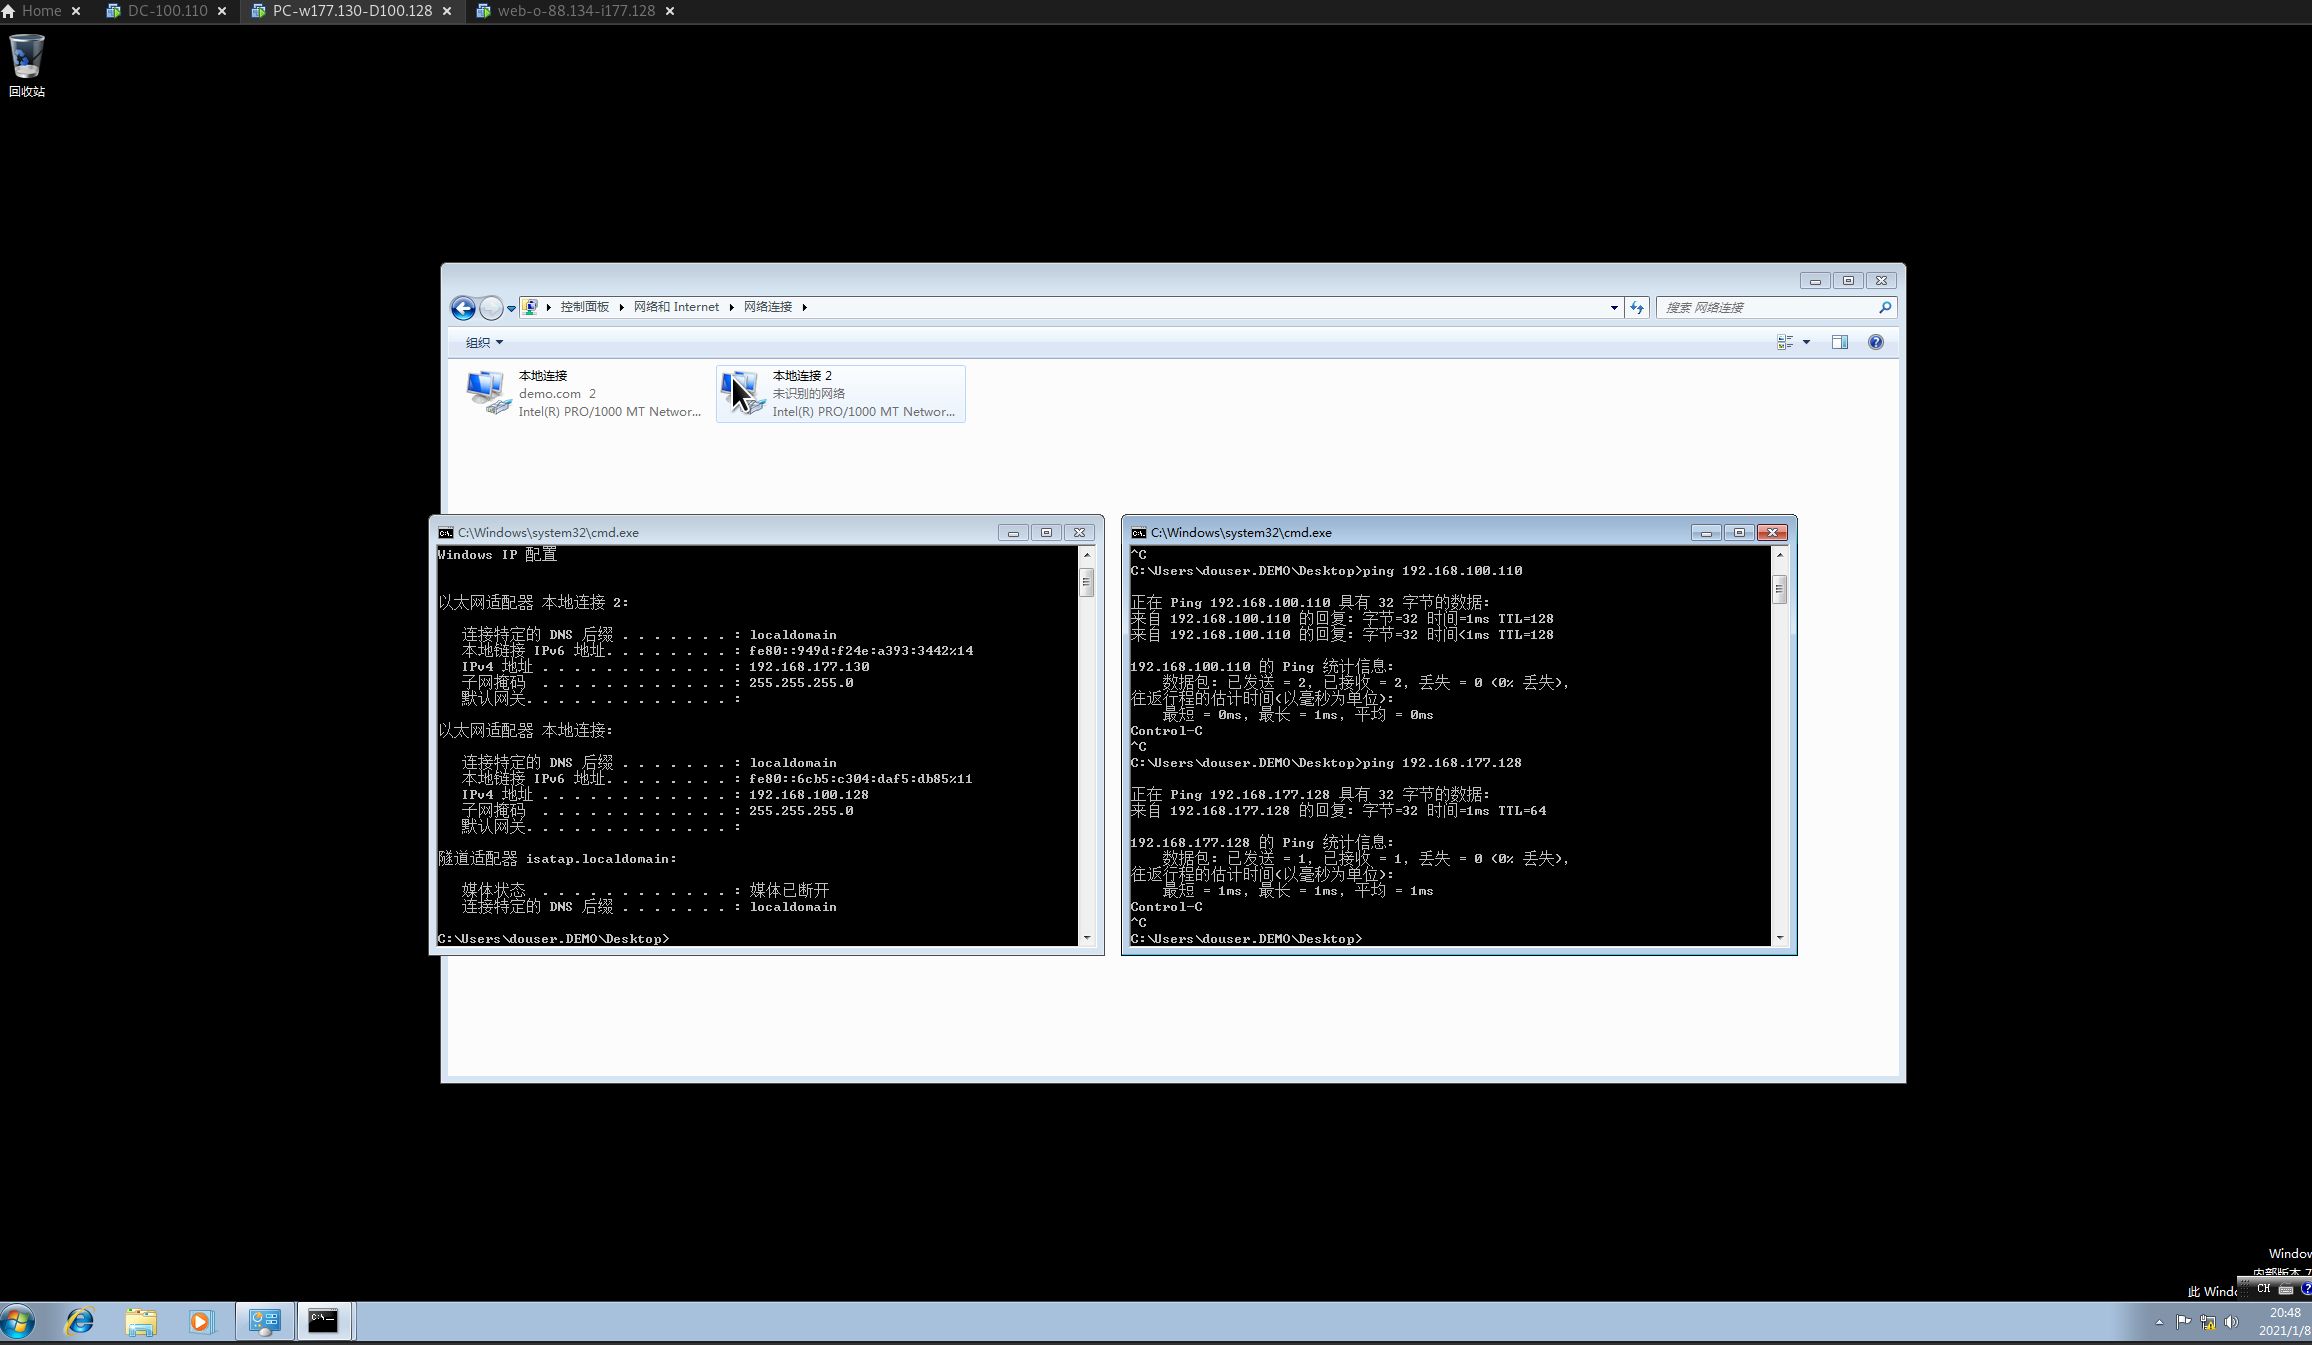 Home
DC-100.110
PC-w177.130-D100.128
web-o-88.134-i177.128
回收站
控制面板 网络和 Internet 网络连接
搜索 网络连接
组织
本地连接
demo.com 2
Intel(R) PRO/1000 MT Networ...
本地连接 2
未识别的网络
Intel(R) PRO/1000 MT Networ...
C:\Windows\system32\cmd.exe
Windows IP 配置
以太网适配器 本地连接 2:
连接特定的 DNS 后缀 . . . . . . . : localdomain
本地链接 IPv6 地址. . . . . . . . : fe80::949d:f24e:a393:3442%14
IPv4 地址 . . . . . . . . . . . . : 192.168.177.130
子网掩码 . . . . . . . . . . . . : 255.255.255.0
默认网关. . . . . . . . . . . . . :
以太网适配器 本地连接:
连接特定的 DNS 后缀 . . . . . . . : localdomain
本地链接 IPv6 地址. . . . . . . . : fe80::6cb5:c304:daf5:db85%11
IPv4 地址 . . . . . . . . . . . . : 192.168.100.128
子网掩码 . . . . . . . . . . . . : 255.255.255.0
默认网关. . . . . . . . . . . . . :
隧道适配器 isatap.localdomain:
媒体状态 . . . . . . . . . . . . : 媒体已断开
连接特定的 DNS 后缀 . . . . . . . : localdomain
C:\Users\douser.DEMO\Desktop>
C:\Windows\system32\cmd.exe
^C
C:\Users\douser.DEMO\Desktop>ping 192.168.100.110
正在 Ping 192.168.100.110 具有 32 字节的数据:
来自 192.168.100.110 的回复: 字节=32 时间=1ms TTL=128
来自 192.168.100.110 的回复: 字节=32 时间<1ms TTL=128
192.168.100.110 的 Ping 统计信息:
数据包: 已发送 = 2, 已接收 = 2, 丢失 = 0 (0% 丢失),
往返行程的估计时间(以毫秒为单位):
最短 = 0ms, 最长 = 1ms, 平均 = 0ms
Control-C
^C
C:\Users\douser.DEMO\Desktop>ping 192.168.177.128
正在 Ping 192.168.177.128 具有 32 字节的数据:
来自 192.168.177.128 的回复: 字节=32 时间=1ms TTL=64
192.168.177.128 的 Ping 统计信息:
数据包: 已发送 = 1, 已接收 = 1, 丢失 = 0 (0% 丢失),
往返行程的估计时间(以毫秒为单位):
最短 = 1ms, 最长 = 1ms, 平均 = 1ms
Control-C
^C
C:\Users\douser.DEMO\Desktop>
Window
内部版本 7
此 Windo
CH
20:48
2021/1/8